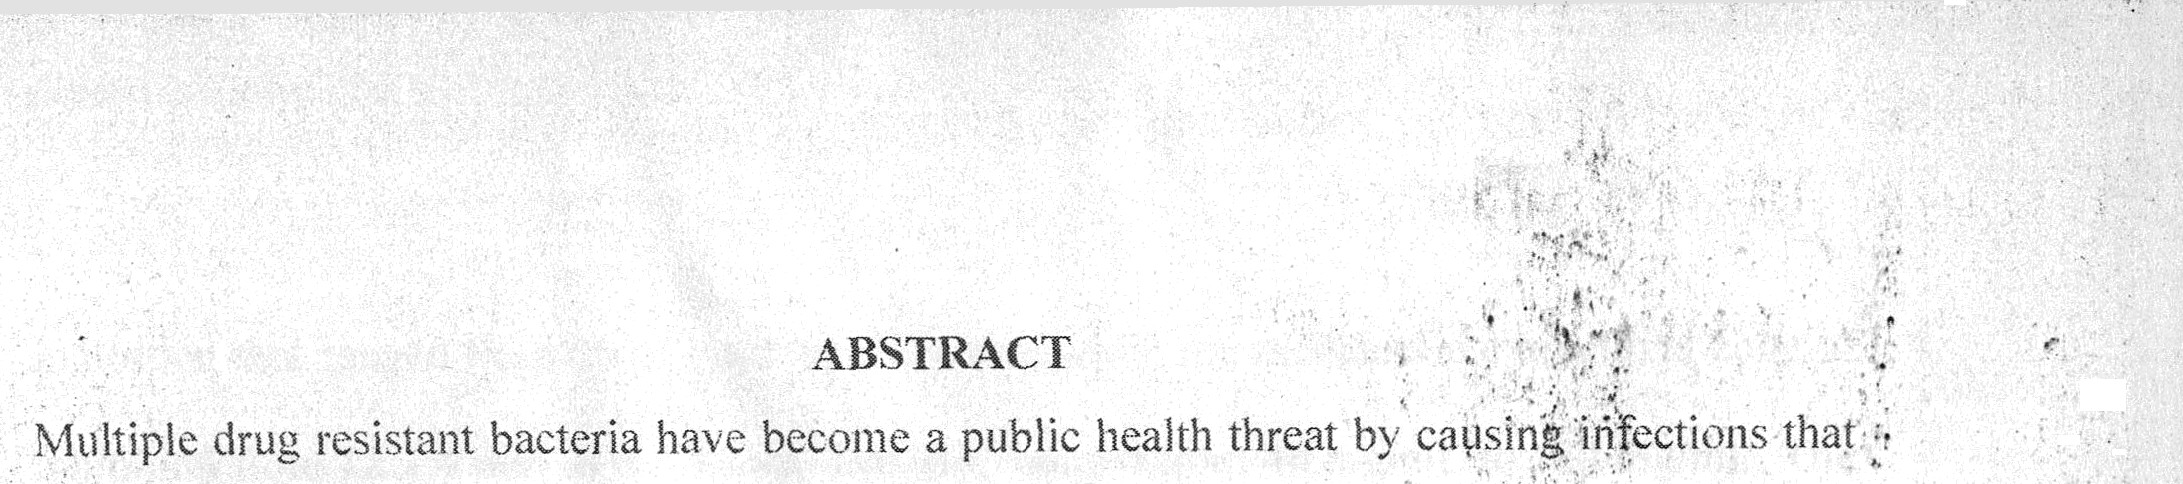 ABSTRACT
Multiple drug resistant bacteria have become a public health threat by causing infections that